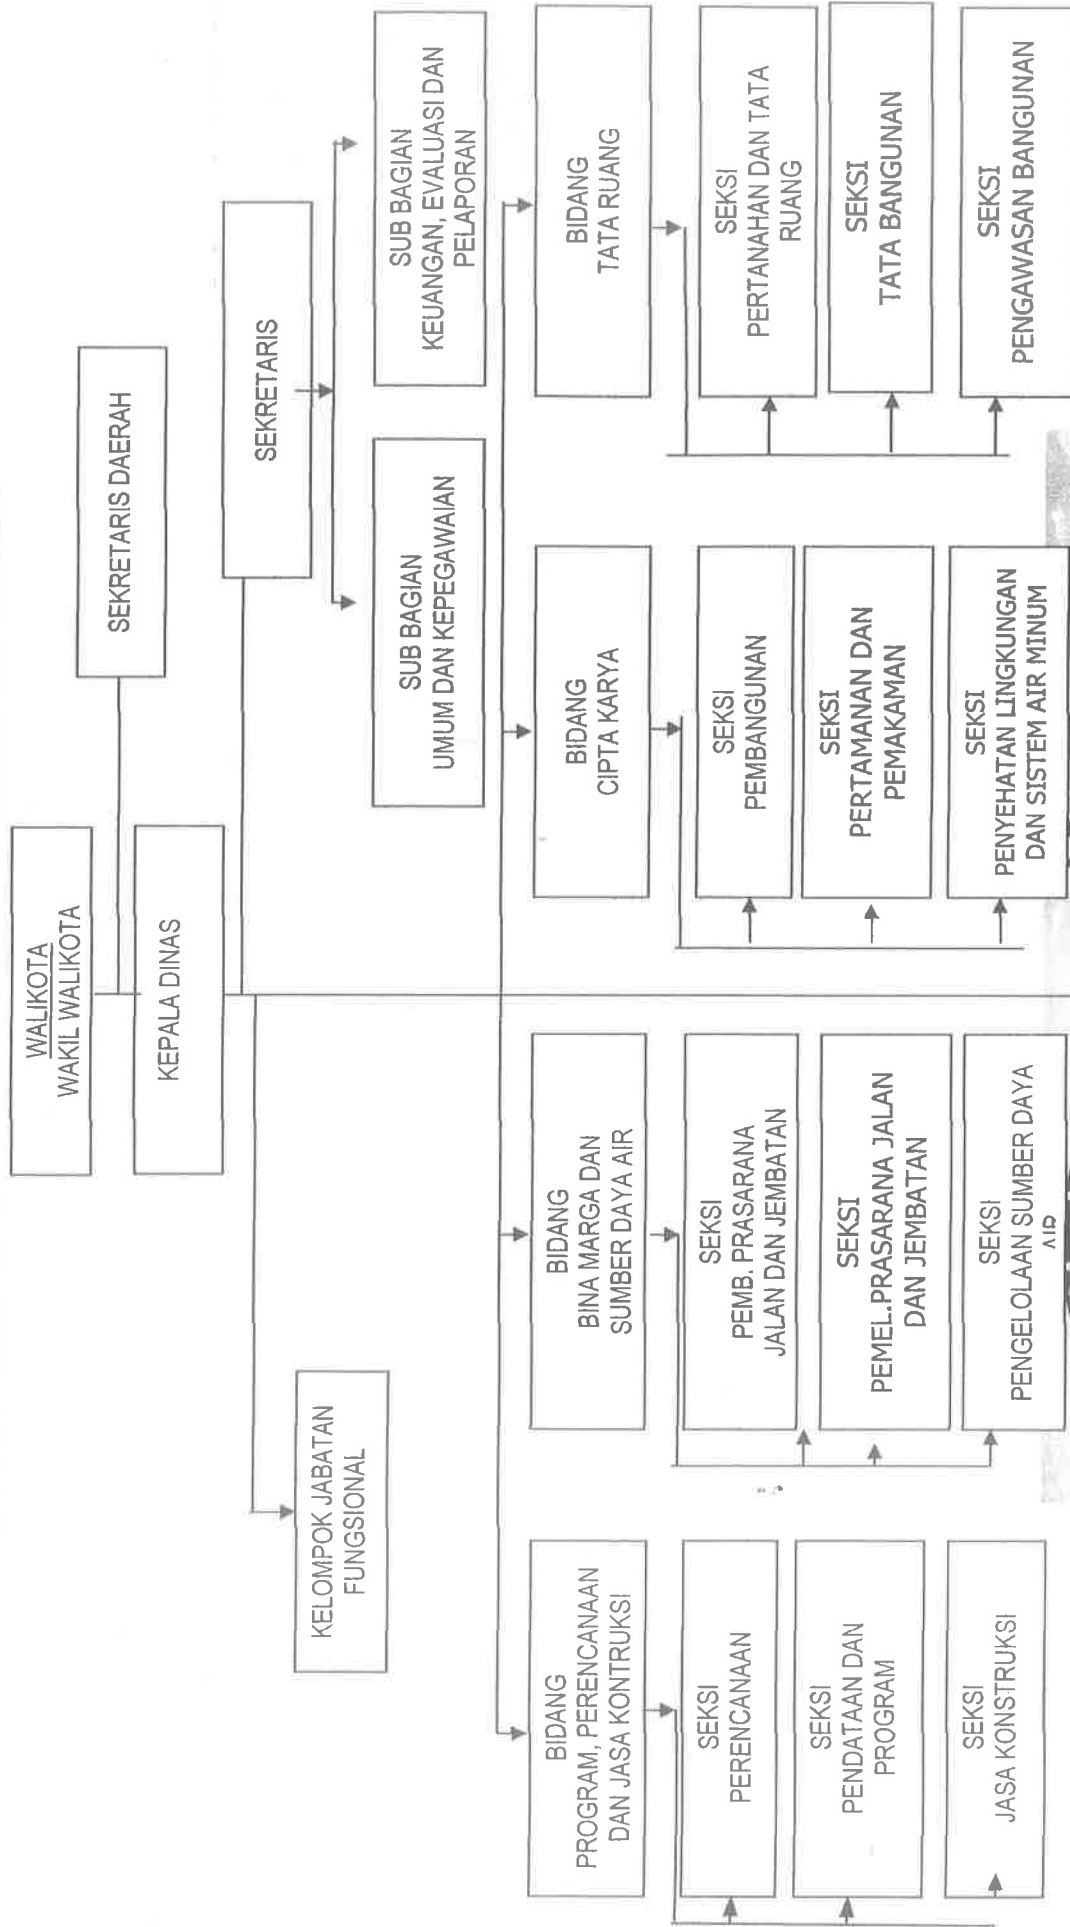 WALIKOTA
WAKIL WALIKOTA
SEKRETARIS DAERAH
KEPALA DINAS
SEKRETARIS
KELOMPOK JABATAN
FUNGSIONAL
SUB BAGIAN
UMUM DAN KEPEGAWAIAN
SUB BAGIAN
KEUANGAN, EVALUASI DAN
PELAPORAN
BIDANG
PROGRAM, PERENCANAAN
DAN JASA KONTRUKSI
BIDANG
BINA MARGA DAN
SUMBER DAYA AIR
BIDANG
CIPTA KARYA
BIDANG
TATA RUANG
SEKSI
PERENCANAAN
SEKSI
PENDATAAN DAN
PROGRAM
SEKSI
JASA KONSTRUKSI
SEKSI
PEMB. PRASARANA
JALAN DAN JEMBATAN
SEKSI
PEMEL.PRASARANA JALAN
DAN JEMBATAN
SEKSI
PENGELOLAAN SUMBER DAYA
AIR
SEKSI
PEMBANGUNAN
SEKSI
PERTAMANAN DAN
PEMAKAMAN
SEKSI
PENYEHATAN LINGKUNGAN
DAN SISTEM AIR MINUM
SEKSI
PERTANAHAN DAN TATA
RUANG
SEKSI
TATA BANGUNAN
SEKSI
PENGAWASAN BANGUNAN